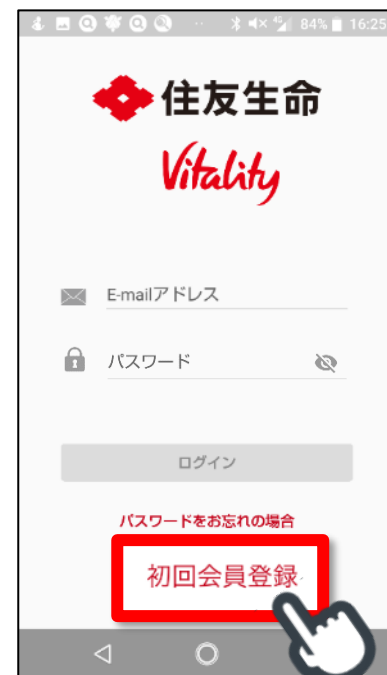 84% 16:25
住友生命
Vitality
E-mailアドレス
パスワード
ログイン
パスワードをお忘れの場合
初回会員登録